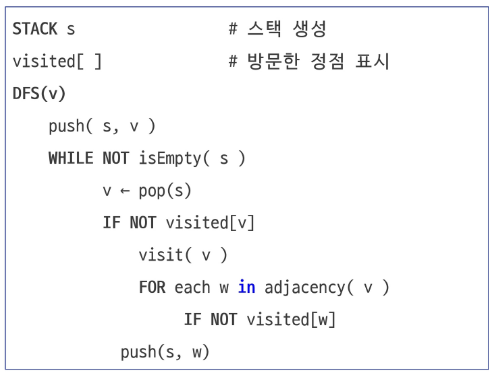 STACK s # 스택 생성
visited[ ] # 방문한 정점 표시
DFS(v)
push( s, v )
WHILE NOT isEmpty( s )
v ← pop(s)
IF NOT visited[v]
visit( v )
FOR each w in adjacency( v )
IF NOT visited[w]
push(s, w)